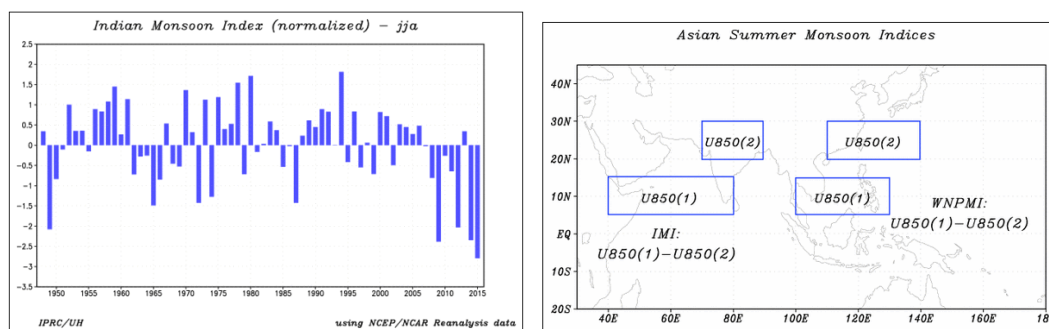 Indian Monsoon Index (normalized) - jja
2.5
2
1.5
1
0.5
0
-0.5
-1
-1.5
-2
-2.5
-3
-3.5
1950 1955 1960 1965 1970 1975 1980 1985 1990 1995 2000 2005 2010 2015
IPRC/UH using NCEP/NCAR Reanalysis data
Asian Summer Monsoon Indices
40N
30N
20N
10N
EQ
10S
20S
U850(2) U850(2)
U850(1) U850(1)
IMI:
U850(1)-U850(2)
WNPMI:
U850(1)-U850(2)
40E 60E 80E 100E 120E 140E 160E 18